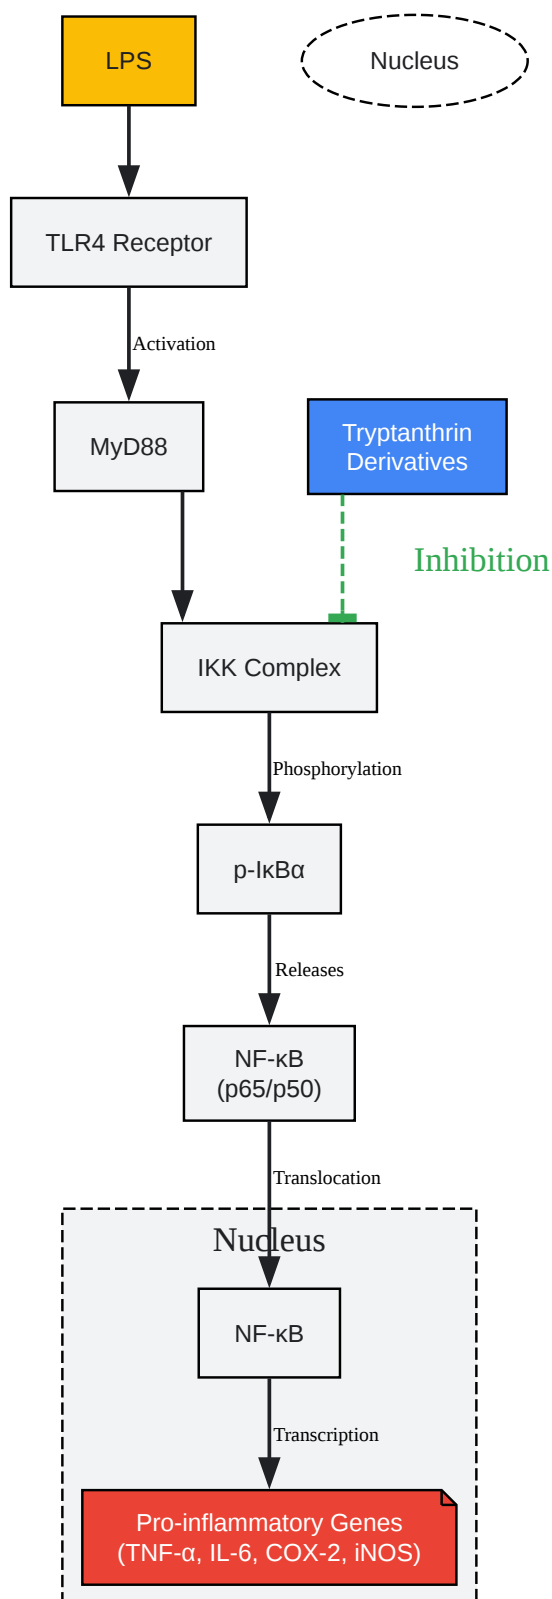 LPS
Nucleus
TLR4 Receptor
Activation
MyD88
Tryptanthrin
Derivatives
Inhibition
IKK Complex
Phosphorylation
p-IκBα
Releases
NF-κB
(p65/p50)
Translocation
Nucleus
NF-κB
Transcription
Pro-inflammatory Genes
(TNF-α, IL-6, COX-2, iNOS)